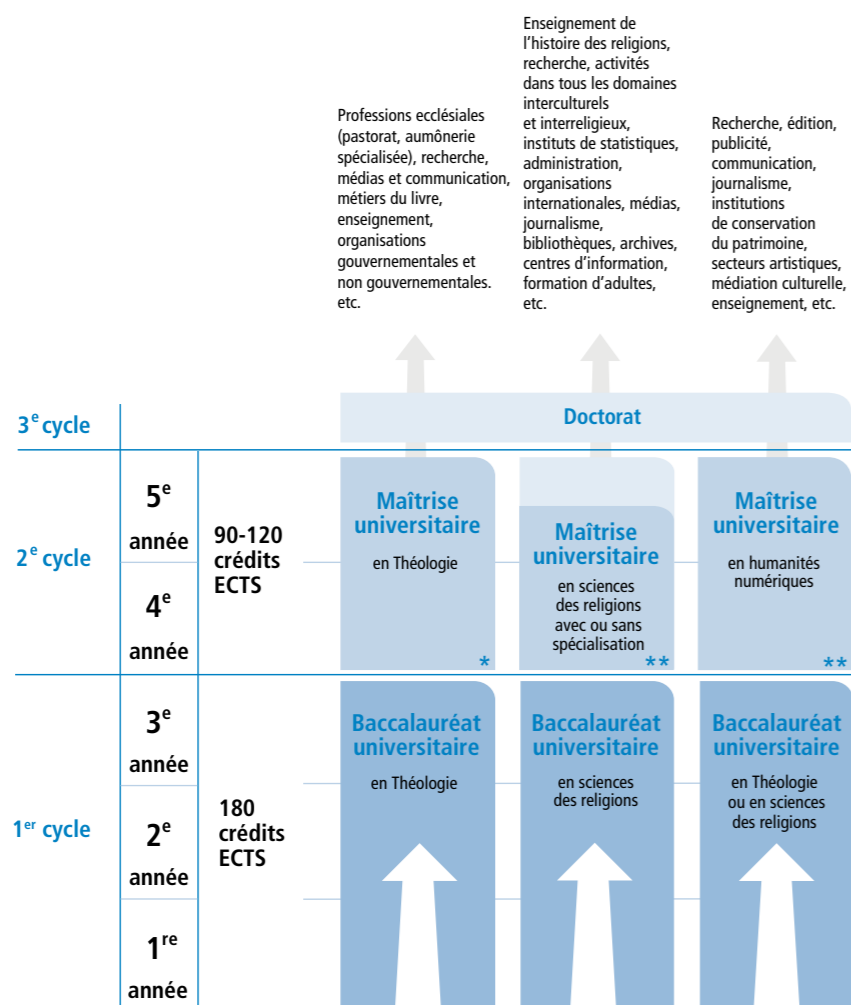 Professions ecclésiales
(pastorat, aumônerie
spécialisée), recherche,
médias et communication,
métiers du livre,
enseignement,
organisations
gouvernementales et
non gouvernementales.
etc.
Enseignement de
l'histoire des religions,
recherche, activités
dans tous les domaines
interculturels
et interreligieux,
instituts de statistiques,
administration,
organisations
internationales, médias,
journalisme,
bibliothèques, archives,
centres d'information,
formation d'adultes,
etc.
Recherche, édition,
publicité,
communication,
journalisme,
institutions
de conservation
du patrimoine,
secteurs artistiques,
médiation culturelle,
enseignement, etc.
3e cycle
Doctorat
2e cycle
5e
année
4e
année
90-120
crédits
ECTS
Maîtrise
universitaire
en Théologie
*
Maîtrise
universitaire
en sciences
des religions
avec ou sans
spécialisation
**
Maîtrise
universitaire
en humanités
numériques
**
1er cycle
3e
année
2e
année
1re
année
180
crédits
ECTS
Baccalauréat
universitaire
en Théologie
Baccalauréat
universitaire
en sciences
des religions
Baccalauréat
universitaire
en Théologie
ou en sciences
des religions